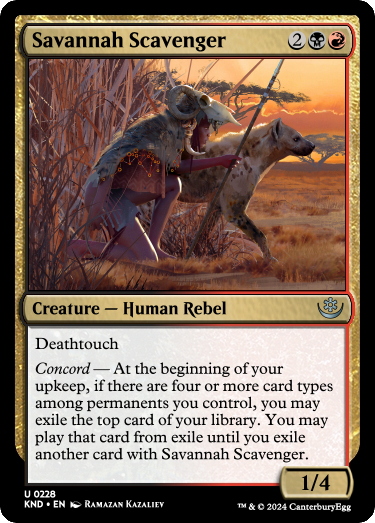 Savannah Scavenger 2
Creature — Human Rebel
Deathtouch
Concord — At the beginning of your
upkeep, if there are four or more card types
among permanents you control, you may
exile the top card of your library. You may
play that card from exile until you exile
another card with Savannah Scavenger.
1/4
U 0228
KND • EN Ramazan Kazaliev ™ & © 2024 CanterburyEgg